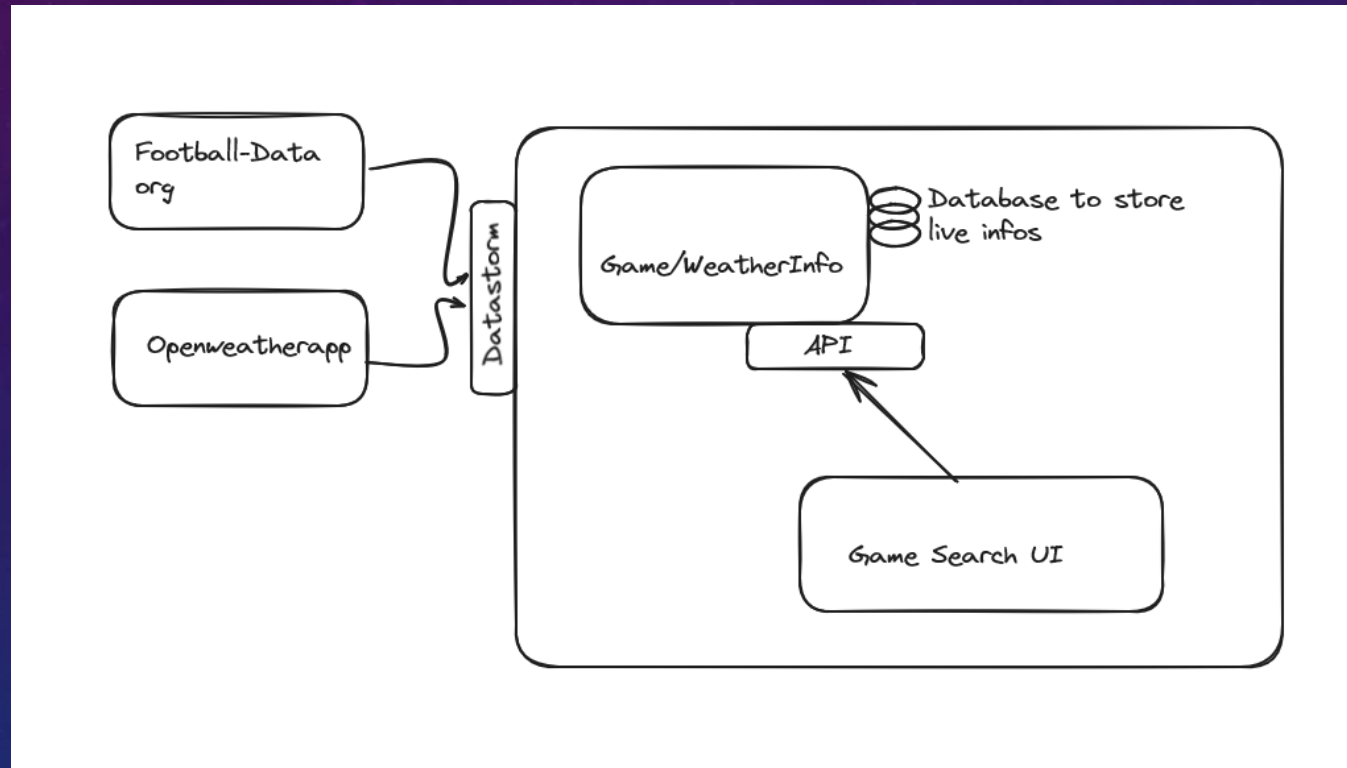 Football-Data
org
Openweatherapp
Datastorm
Game/WeatherInfo
Database to store
live infos
API
Game Search UI